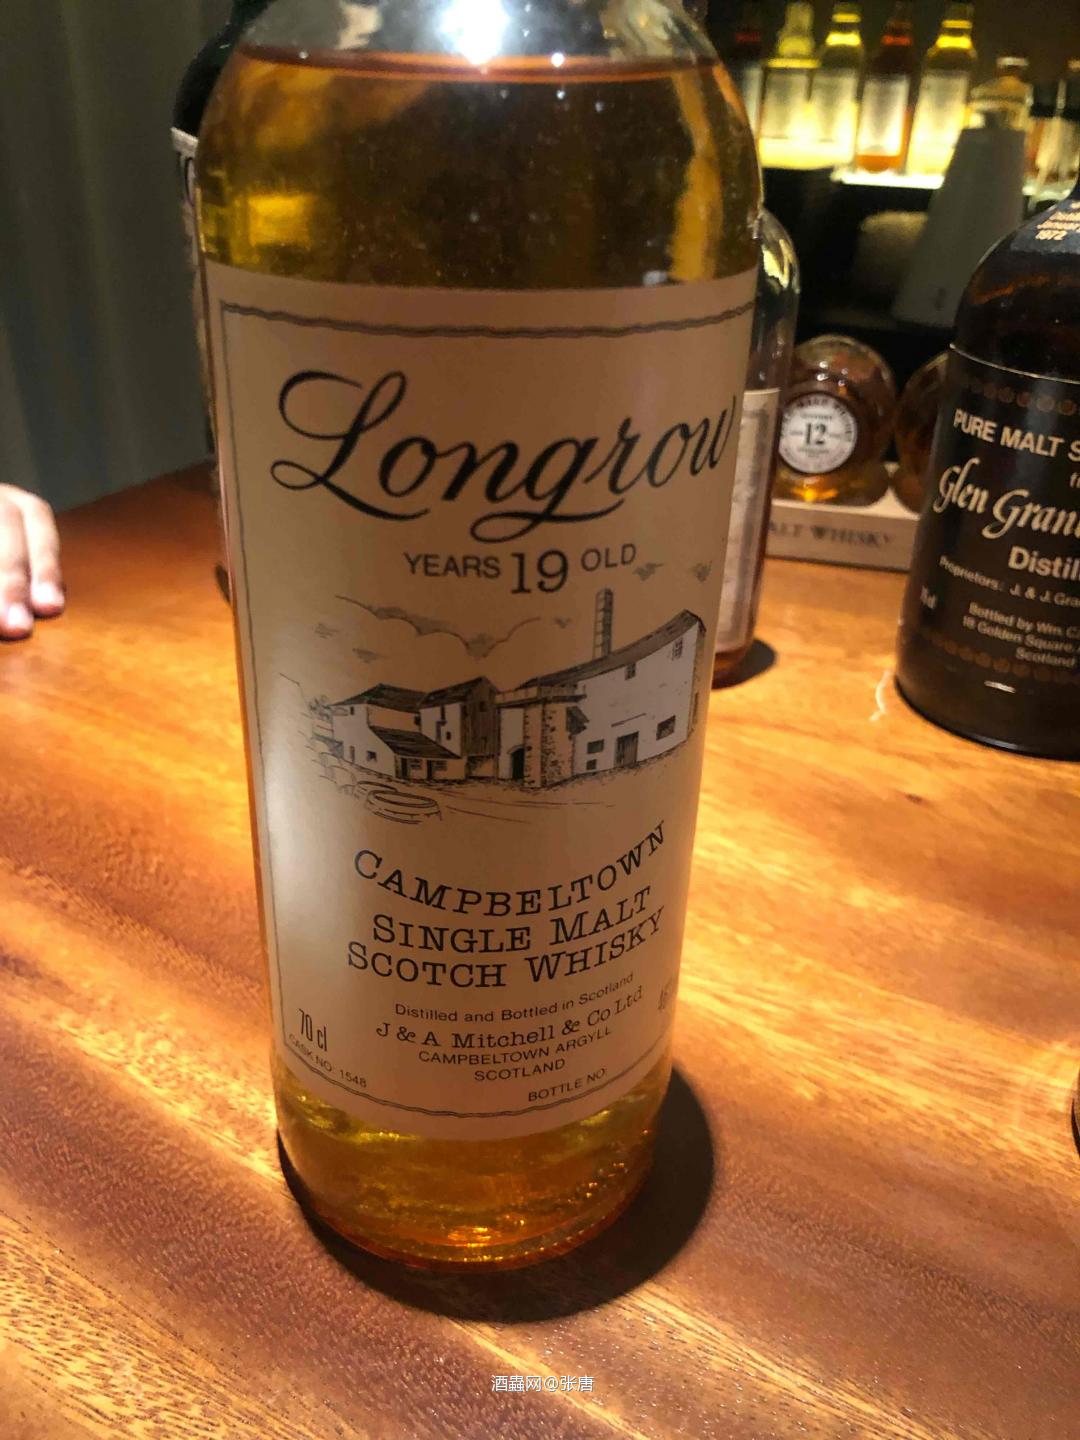 Longrow
YEARS 19 OLD
CAMPBELTOWN
SINGLE MALT
SCOTCH WHISKY
Distilled and Bottled in Scotland
J & A Mitchell & Co Ltd
CAMPBELTOWN ARGYLL
SCOTLAND
70 cl
CASK NO. 1548
BOTTLE NO.
12
MALT WHISKY
1972
PURE MALT
Glen Gran
Distil
Proprietors: J. & J. Gra
Bottled by Wm. C
18 Golden Square,
Scotland
酒蟲网@张唐